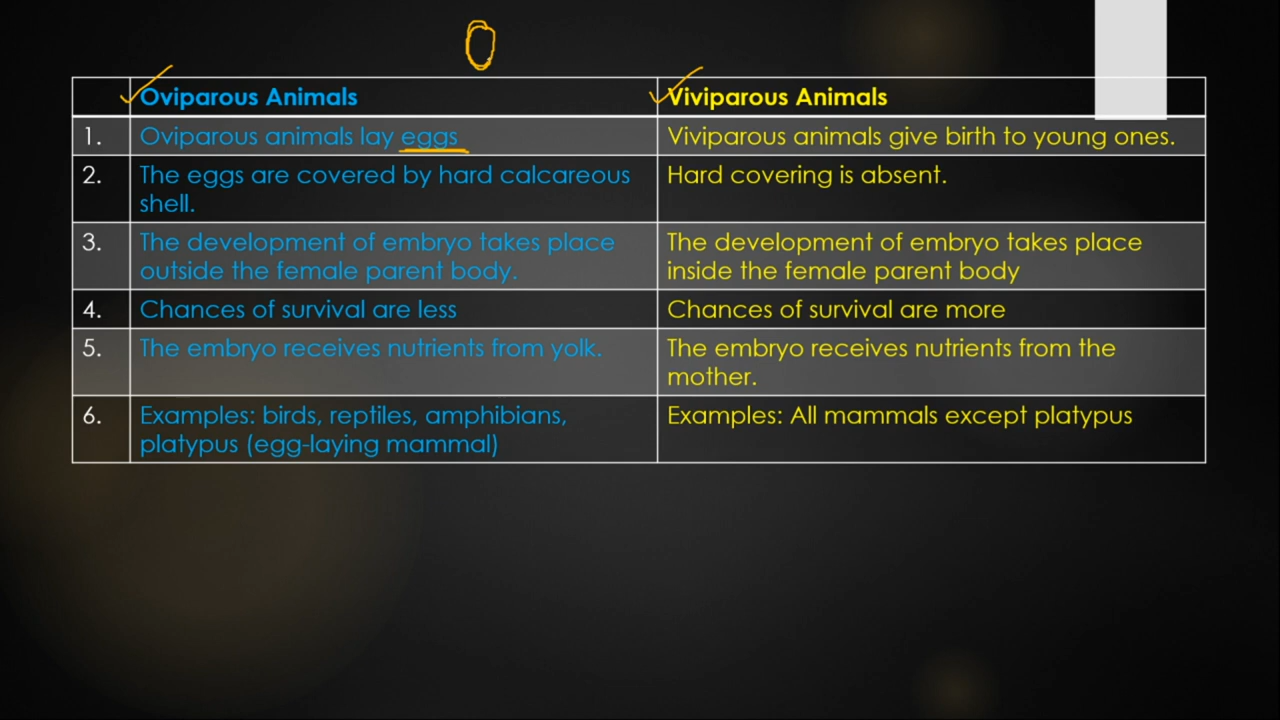 Oviparous Animals
Viviparous Animals
1.
Oviparous animals lay eggs
Viviparous animals give birth to young ones.
2.
The eggs are covered by hard calcareous
shell.
Hard covering is absent.
3.
The development of embryo takes place
outside the female parent body.
The development of embryo takes place
inside the female parent body
4.
Chances of survival are less
Chances of survival are more
5.
The embryo receives nutrients from yolk.
The embryo receives nutrients from the
mother.
6.
Examples: birds, reptiles, amphibians,
platypus (egg-laying mammal)
Examples: All mammals except platypus